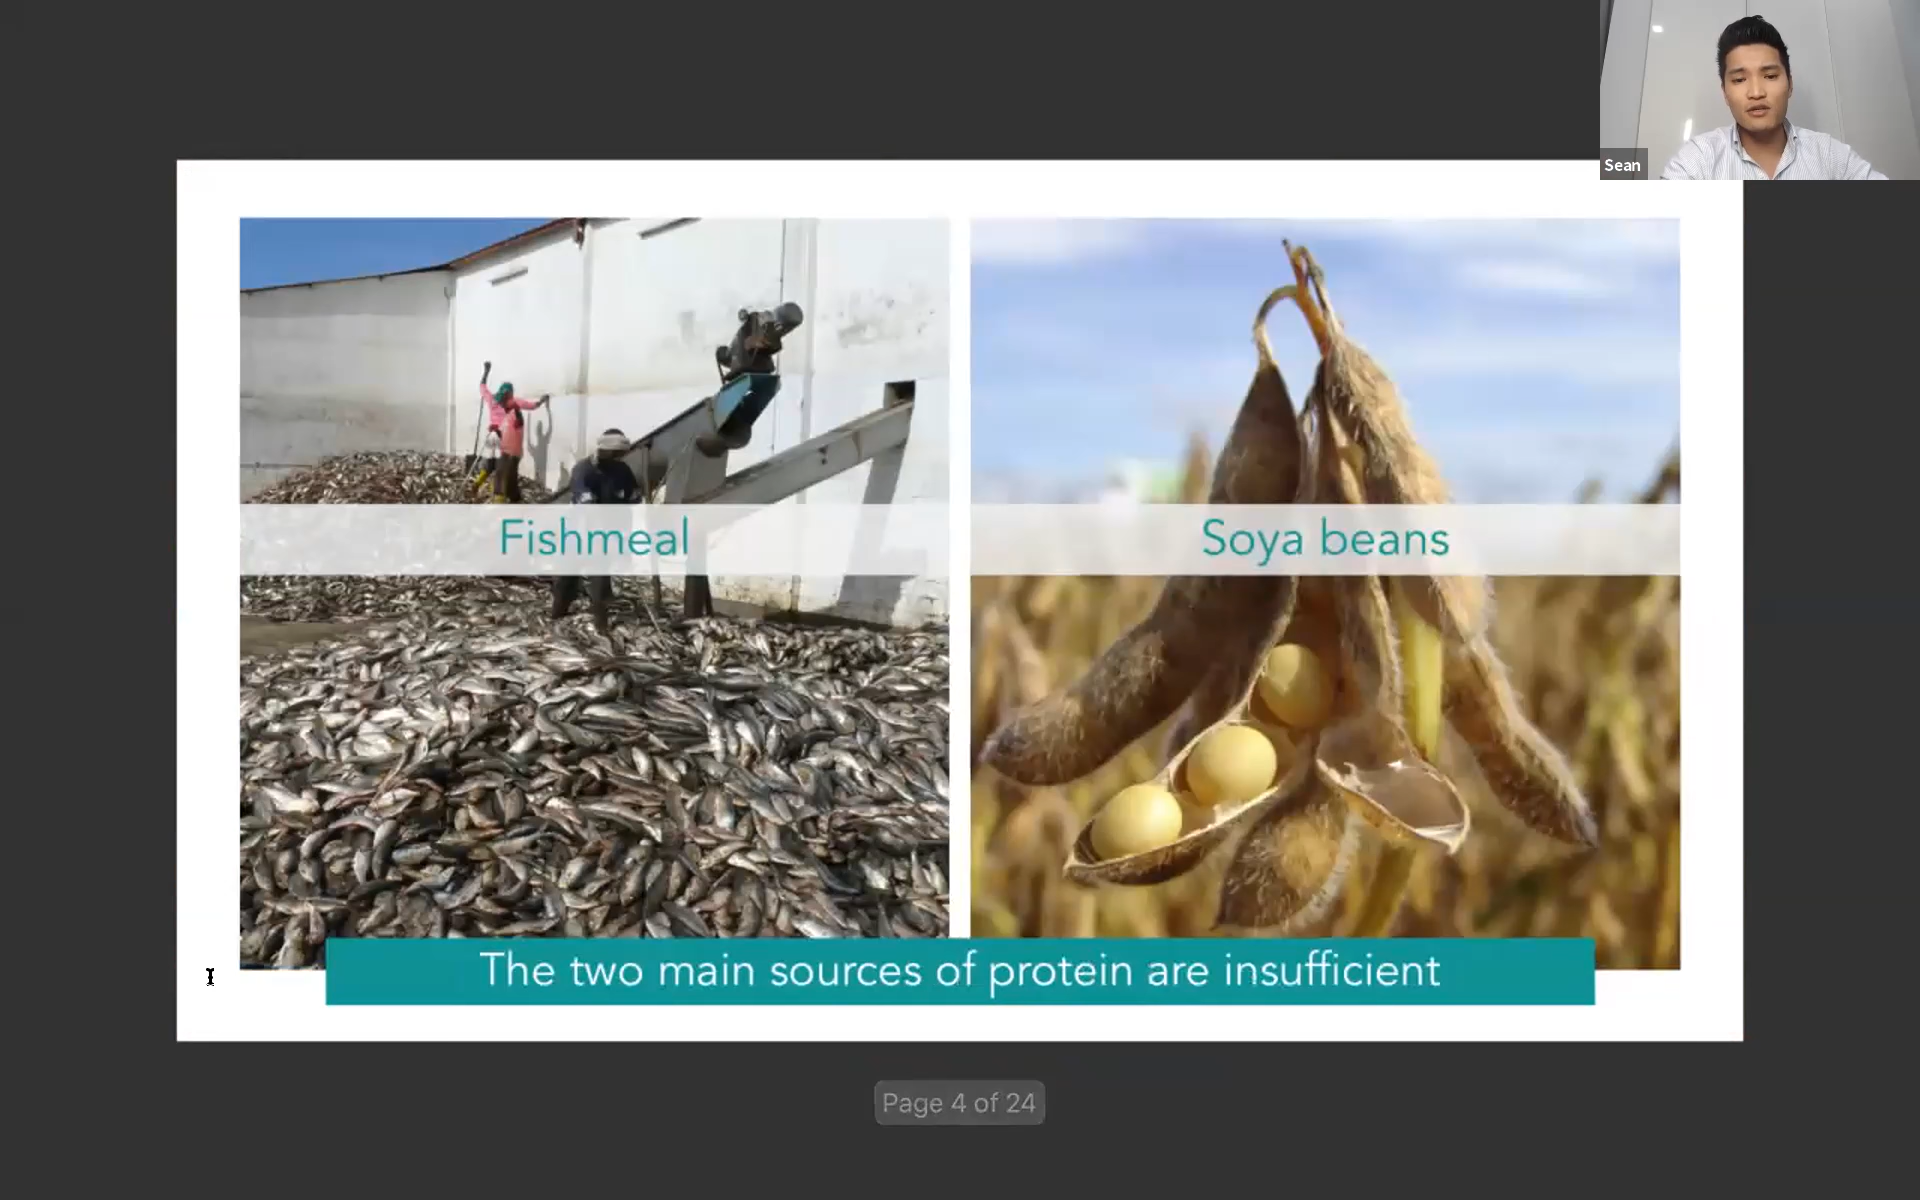 Sean
Fishmeal
Soya beans
The two main sources of protein are insufficient
Page 4 of 24